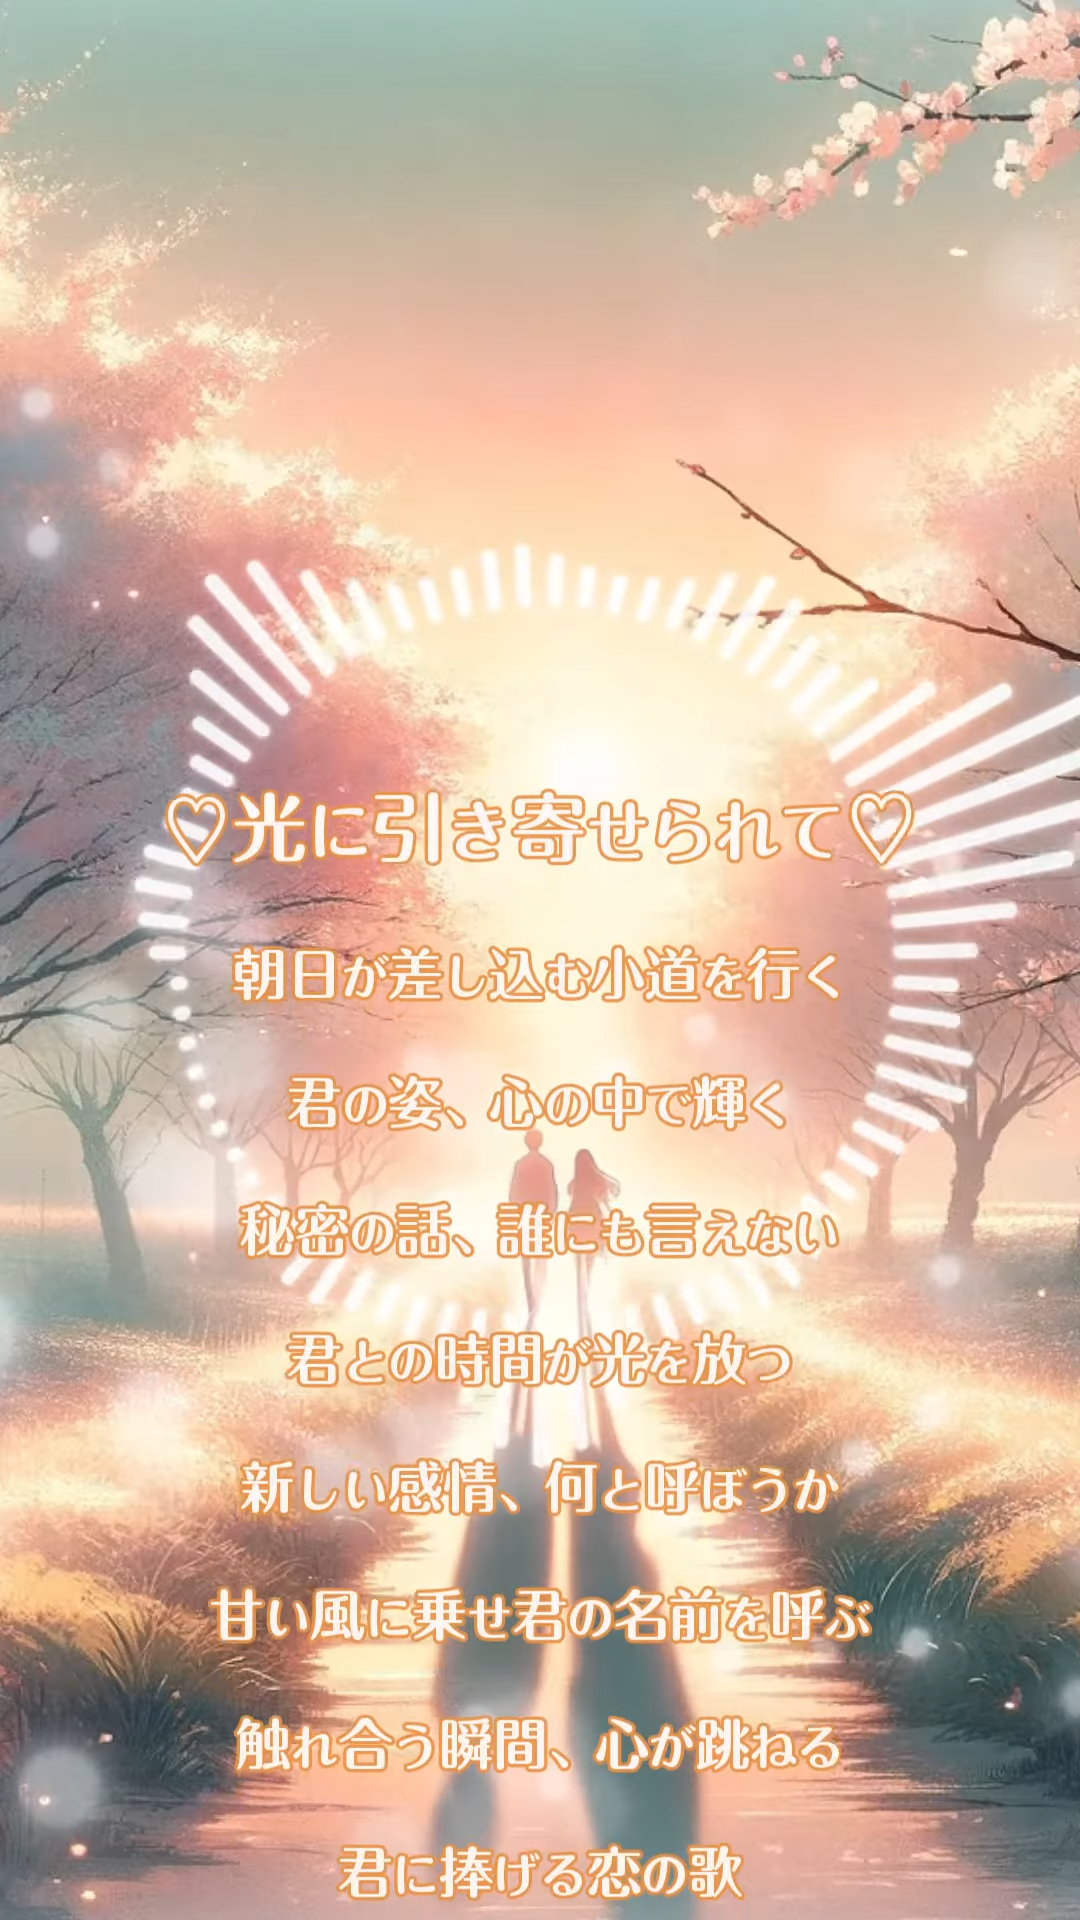 ♡光に引き寄せられて♡
朝日が差し込む小道を行く
君の姿、心の中で輝く
秘密の話、誰にも言えない
君との時間が光を放つ
新しい感情、何と呼ぼうか
甘い風に乗せ君の名前を呼ぶ
触れ合う瞬間、心が跳ねる
君に捧げる恋の歌